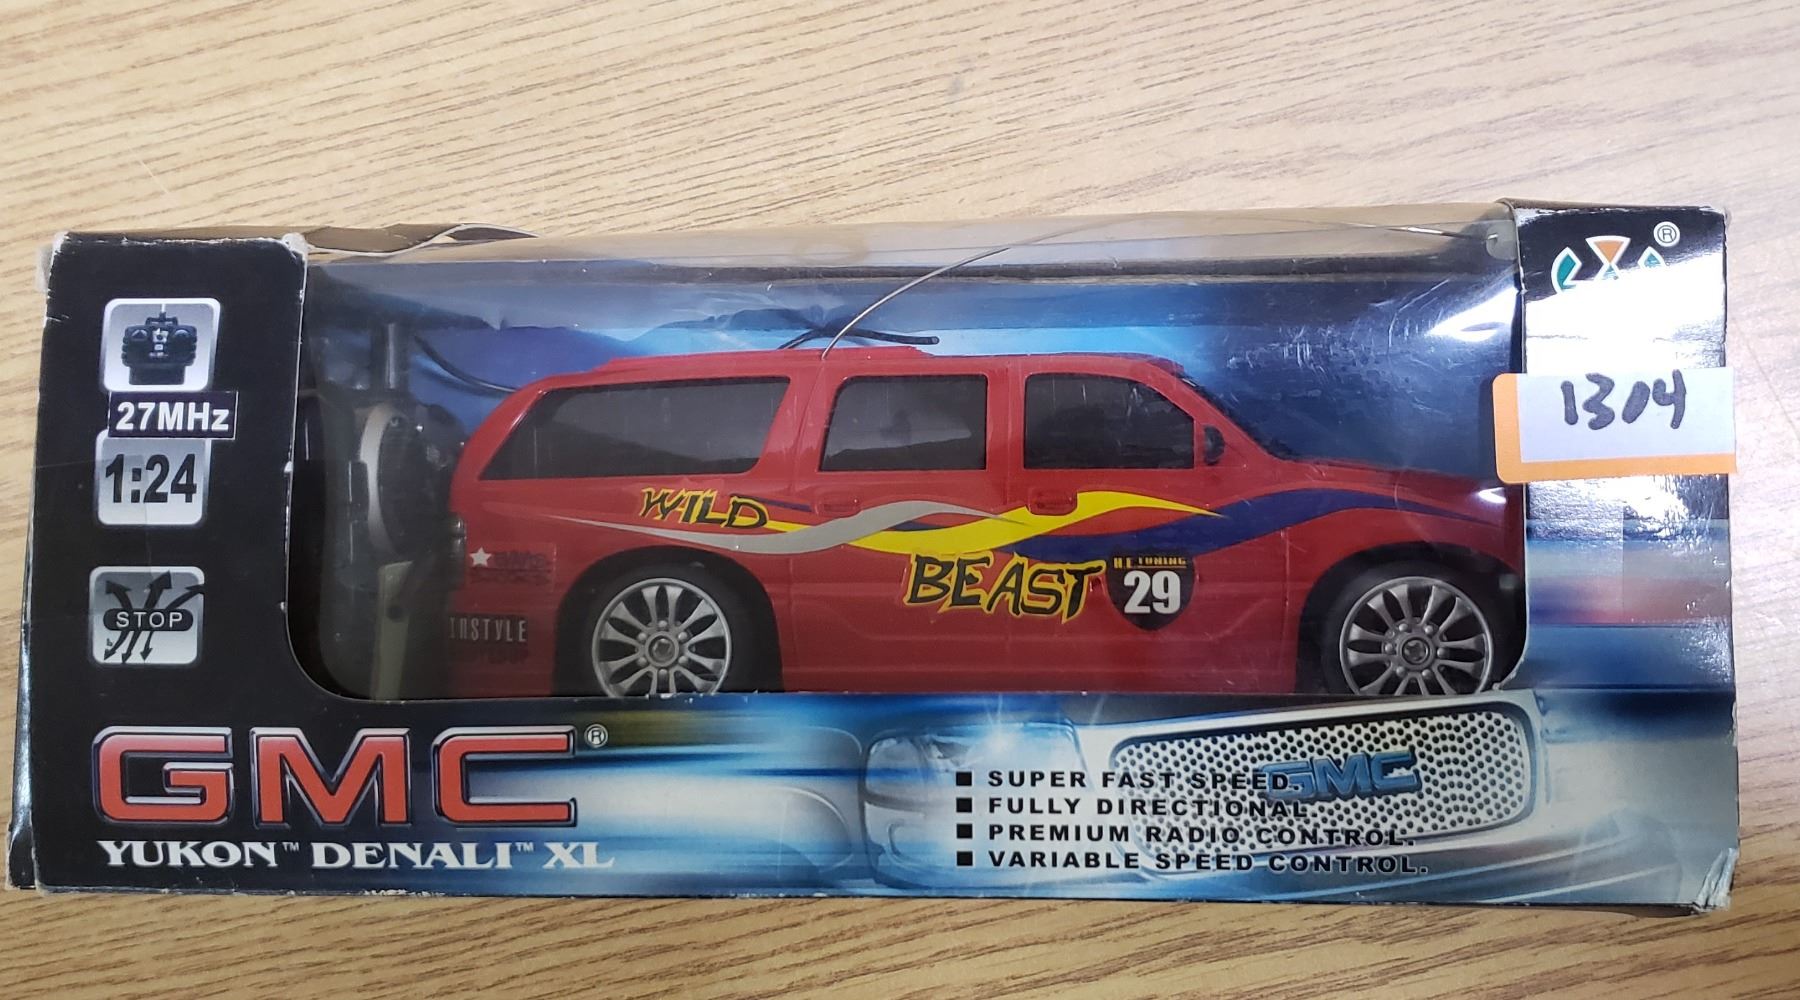 ®
1304
27MHz
1:24
STOP
WILD
BEAST
29
INSTYLE
GMC®
YUKON™ DENALI™ XL
GMC
■ SUPER FAST SPEED.
■ FULLY DIRECTIONAL
■ PREMIUM RADIO CONTROL.
■ VARIABLE SPEED CONTROL.